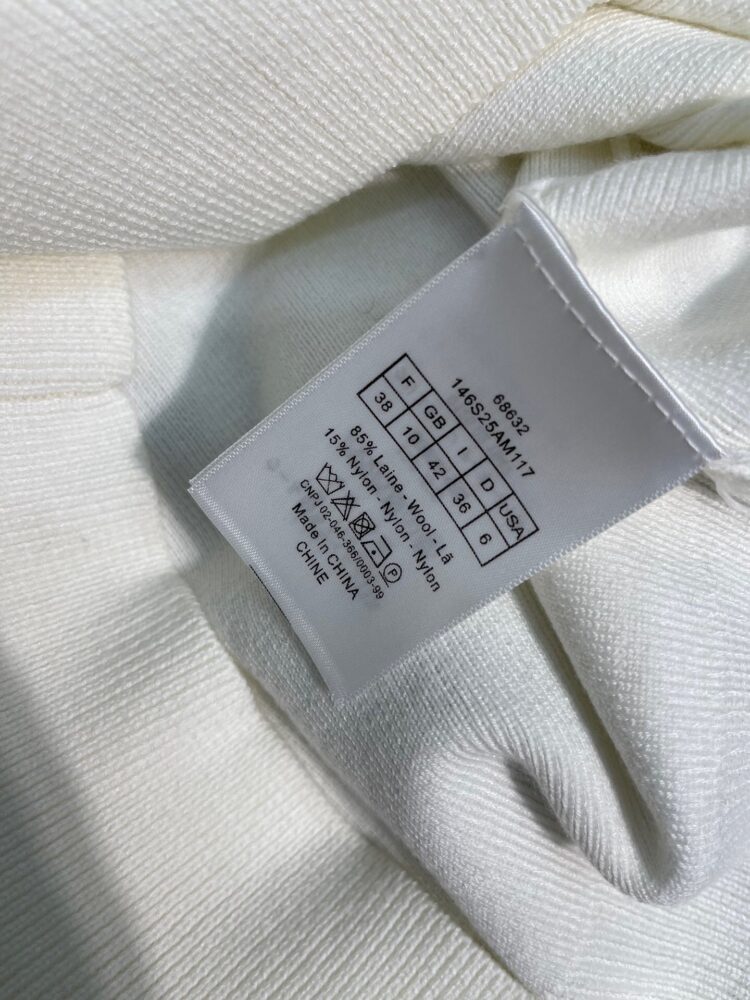 68632
146S25AM117
F GB I D USA
38 10 42 36 6
85% Laine - Wool - Lã
15% Nylon - Nylon - Nylon
P
CNPJ 02-046-366/0003-99
Made In CHINA
CHINE